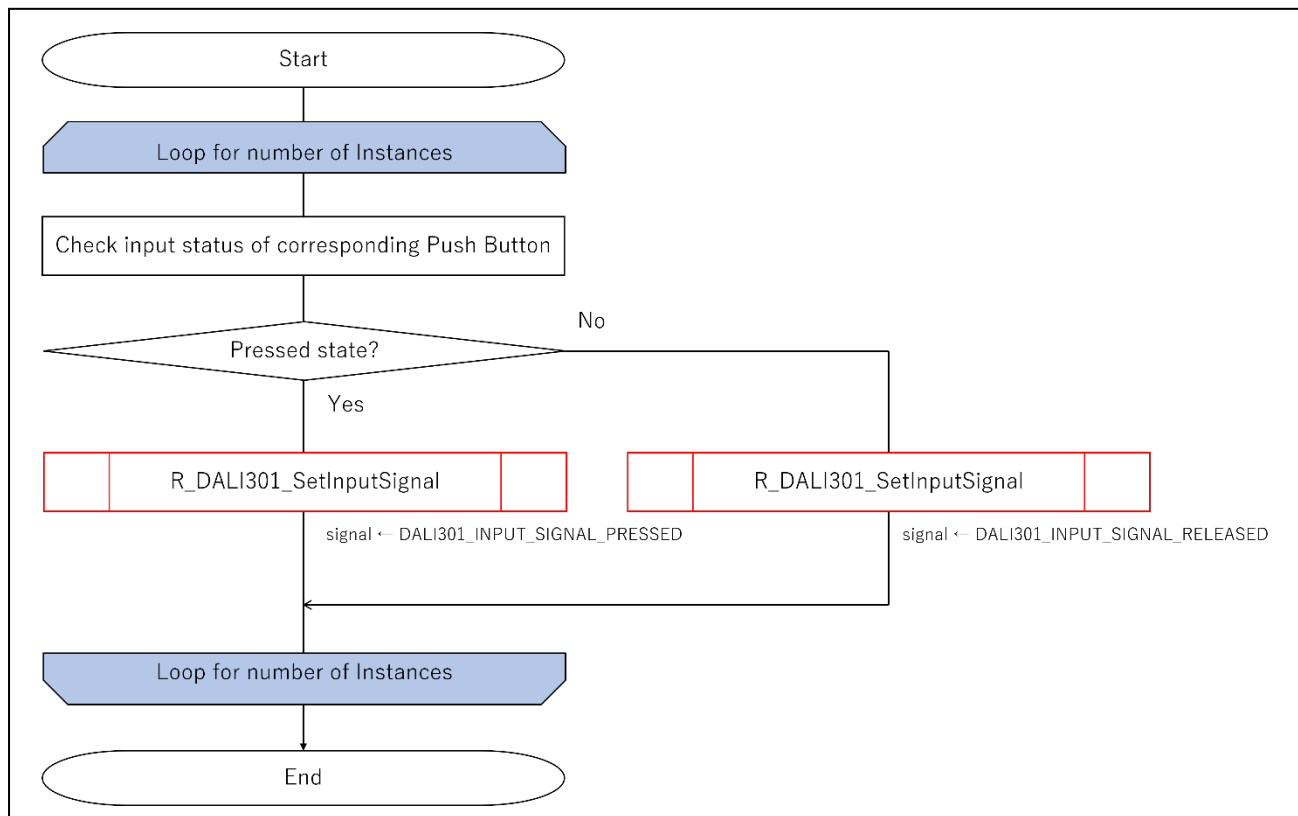 Start
Loop for number of Instances
Check input status of corresponding Push Button
No
Pressed state?
Yes
R_DALI301_SetInputSignal
R_DALI301_SetInputSignal
signal ← DALI301_INPUT_SIGNAL_PRESSED
signal ← DALI301_INPUT_SIGNAL_RELEASED
Loop for number of Instances
End